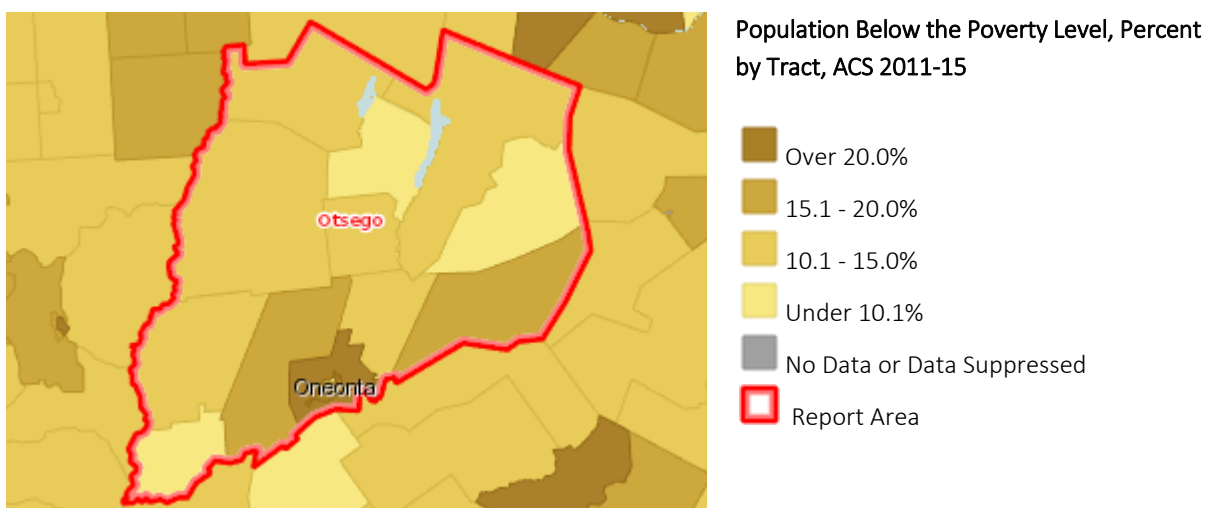 Population Below the Poverty Level, Percent
by Tract, ACS 2011-15
Over 20.0%
15.1 - 20.0%
Otsego
10.1 - 15.0%
Under 10.1%
No Data or Data Suppressed
Oneonta
Report Area